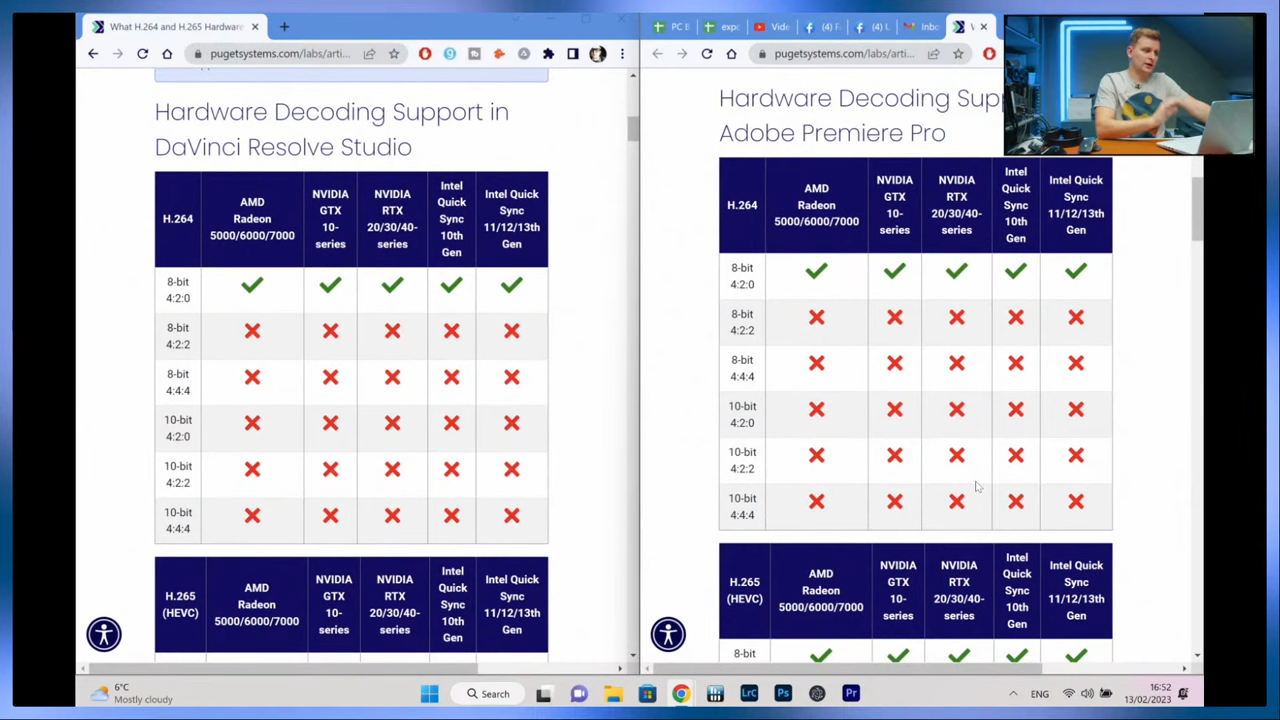 What H.264 and H.265 Hardware
PC B
expo
Vide
(4) F
(4) U
Inbo
W
pugetsystems.com/labs/arti...
pugetsystems.com/labs/arti...
Hardware Decoding Support in
DaVinci Resolve Studio
H.264
AMD
Radeon
5000/6000/7000
NVIDIA
GTX
10-
series
NVIDIA
RTX
20/30/40-
series
Intel
Quick
Sync
10th
Gen
Intel Quick
Sync
11/12/13th
Gen
8-bit
4:2:0
8-bit
4:2:2
8-bit
4:4:4
10-bit
4:2:0
10-bit
4:2:2
10-bit
4:4:4
H.265
(HEVC)
AMD
Radeon
5000/6000/7000
NVIDIA
GTX
10-
series
NVIDIA
RTX
20/30/40-
series
Intel
Quick
Sync
10th
Gen
Intel Quick
Sync
11/12/13th
Gen
Hardware Decoding Supp
Adobe Premiere Pro
H.264
AMD
Radeon
5000/6000/7000
NVIDIA
GTX
10-
series
NVIDIA
RTX
20/30/40-
series
Intel
Quick
Sync
10th
Gen
Intel Quick
Sync
11/12/13th
Gen
8-bit
4:2:0
8-bit
4:2:2
8-bit
4:4:4
10-bit
4:2:0
10-bit
4:2:2
10-bit
4:4:4
H.265
(HEVC)
AMD
Radeon
5000/6000/7000
NVIDIA
GTX
10-
series
NVIDIA
RTX
20/30/40-
series
Intel
Quick
Sync
10th
Gen
Intel Quick
Sync
11/12/13th
Gen
8-bit
6°C
Mostly cloudy
Search
LrC
Ps
Pr
ENG
16:52
13/02/2023